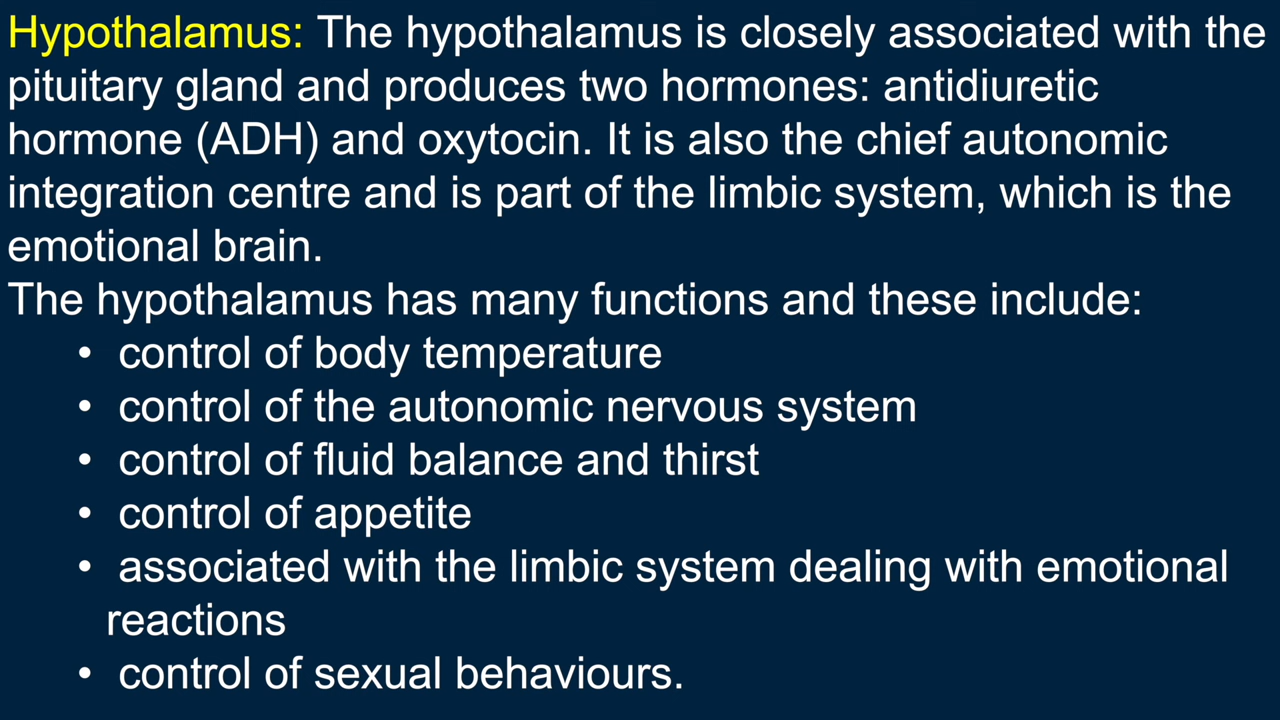 Hypothalamus: The hypothalamus is closely associated with the
pituitary gland and produces two hormones: antidiuretic
hormone (ADH) and oxytocin. It is also the chief autonomic
integration centre and is part of the limbic system, which is the
emotional brain.
The hypothalamus has many functions and these include:
• control of body temperature
• control of the autonomic nervous system
• control of fluid balance and thirst
• control of appetite
• associated with the limbic system dealing with emotional
reactions
• control of sexual behaviours.